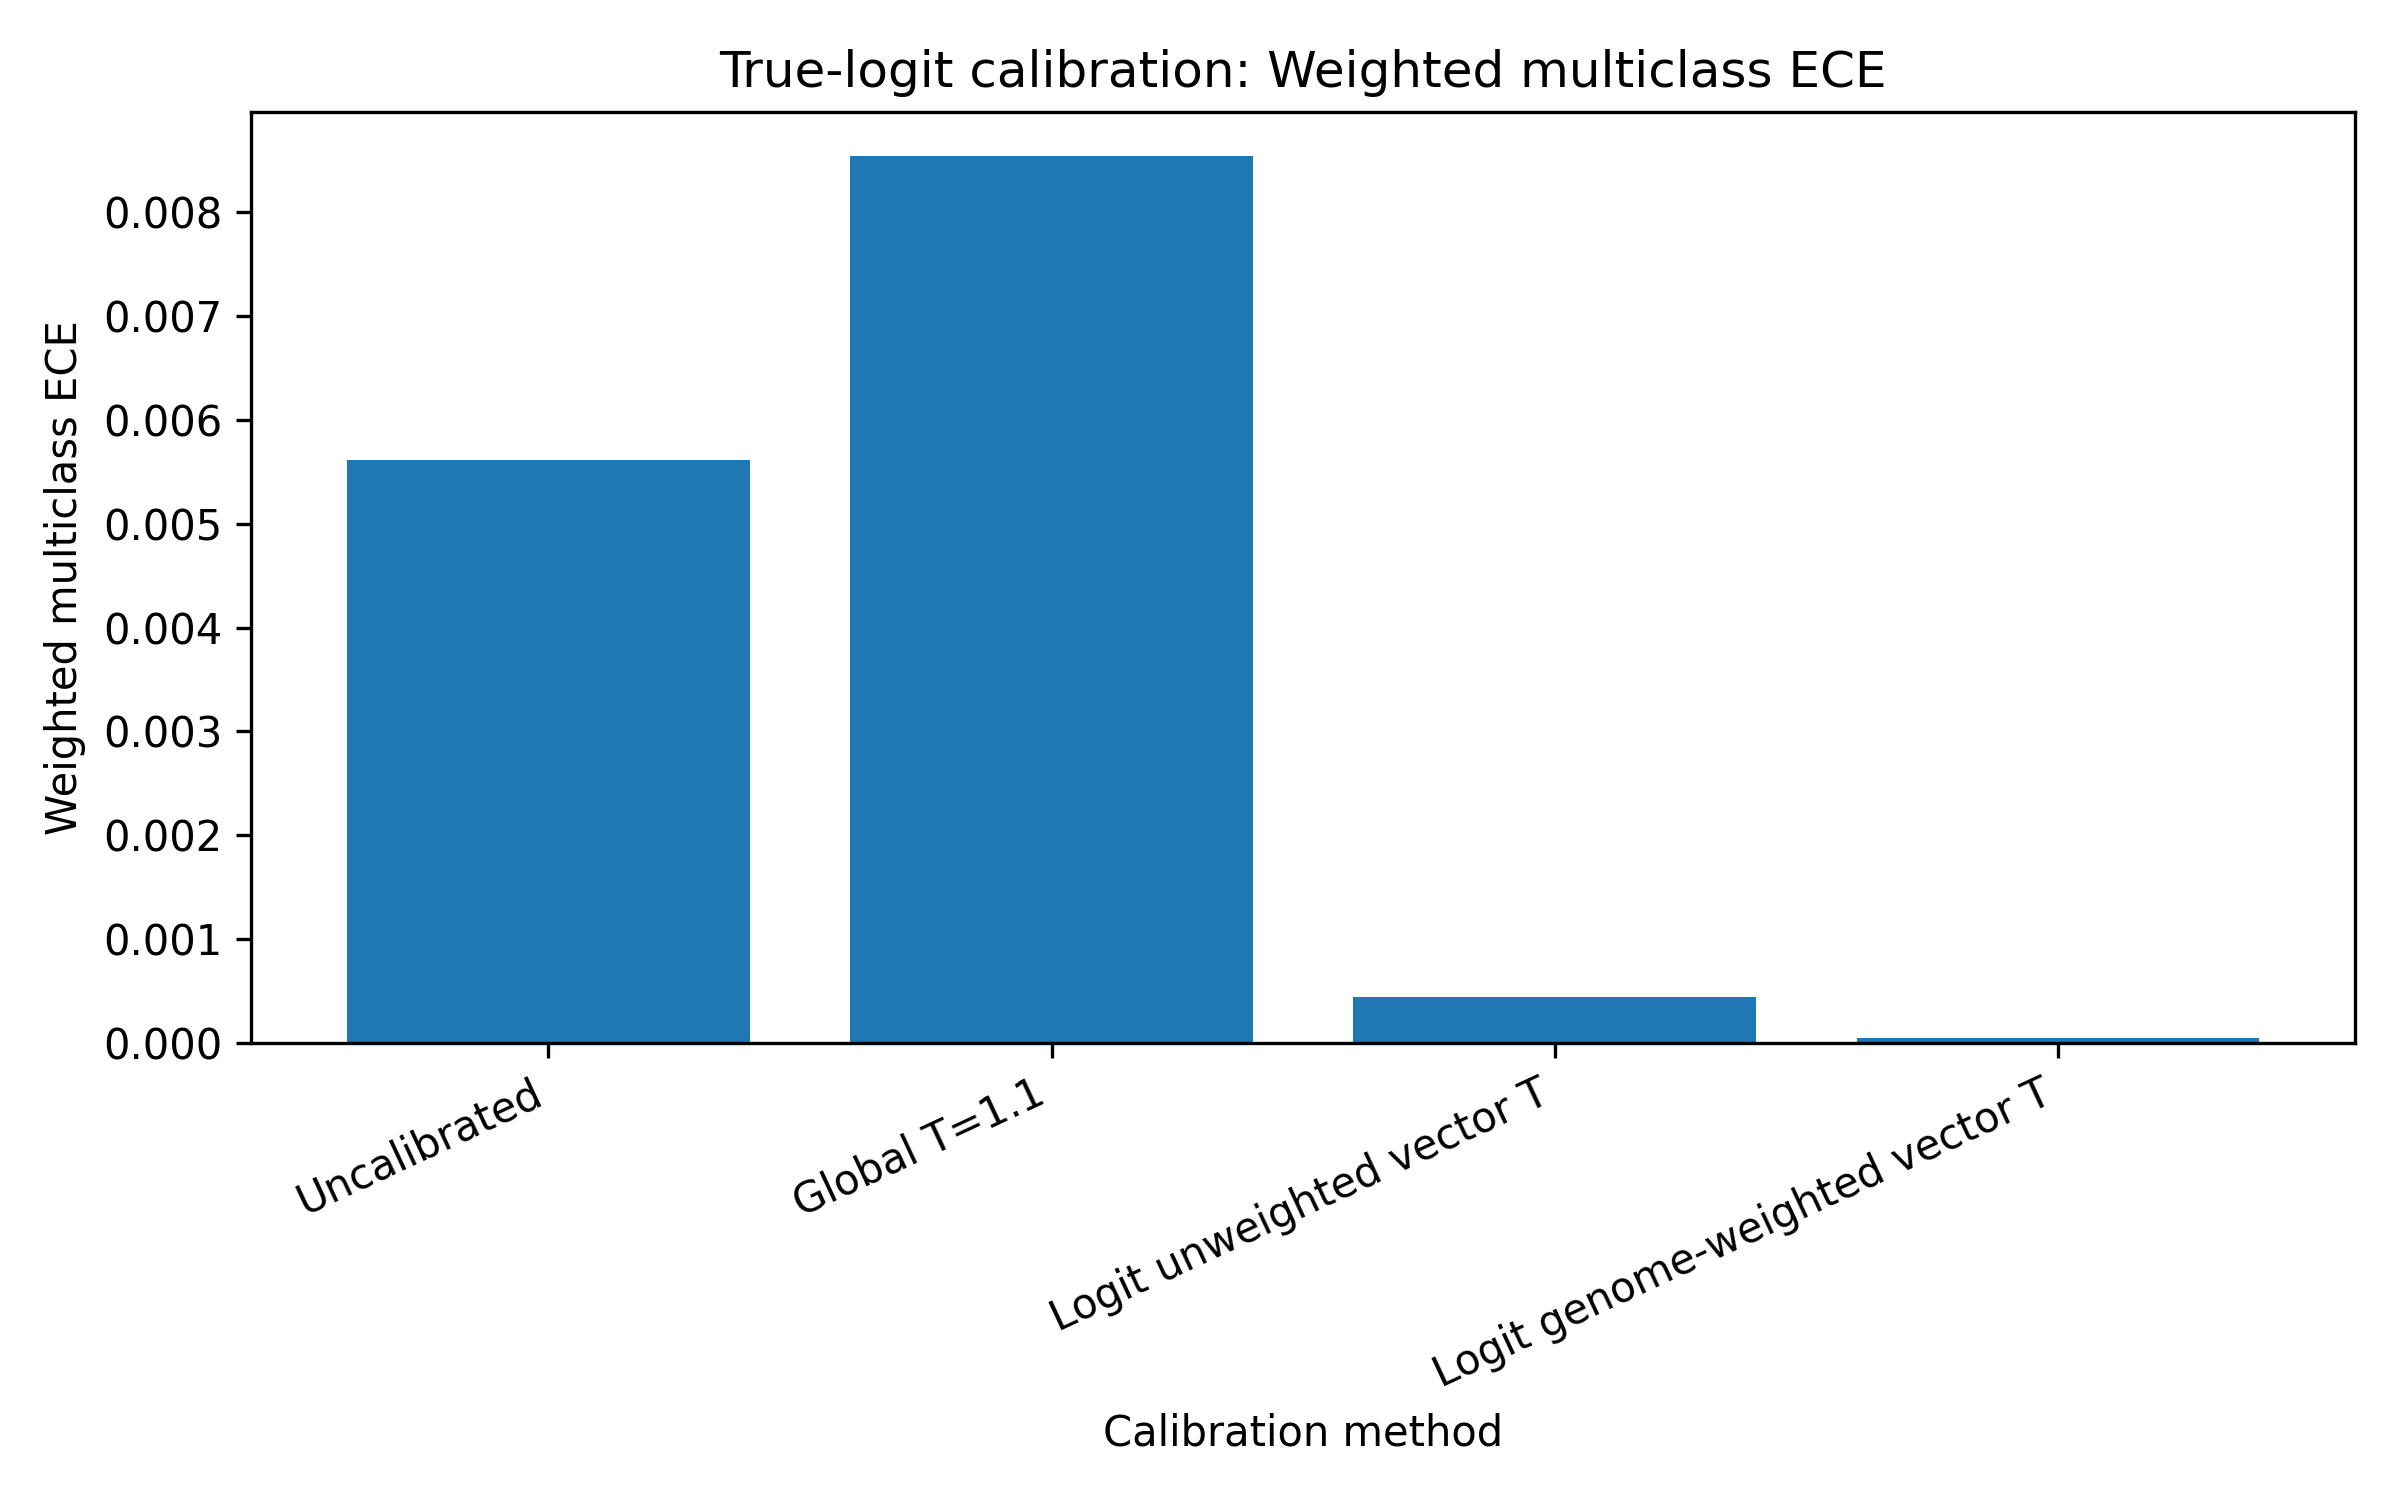 True-logit calibration: Weighted multiclass ECE
Weighted multiclass ECE
0.008
0.007
0.006
0.005
0.004
0.003
0.002
0.001
0.000
Uncalibrated
Global T=1.1
Logit unweighted vector T
Logit genome-weighted vector T
Calibration method